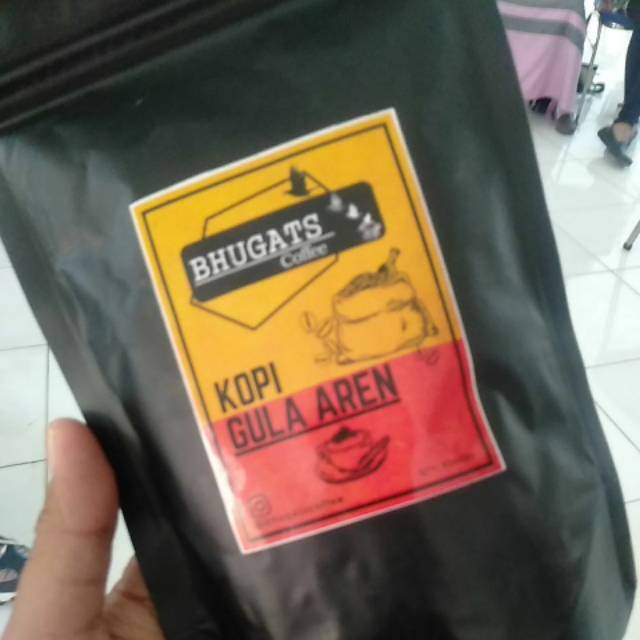 BHUGATS
Coffee
KOPI
GULA AREN